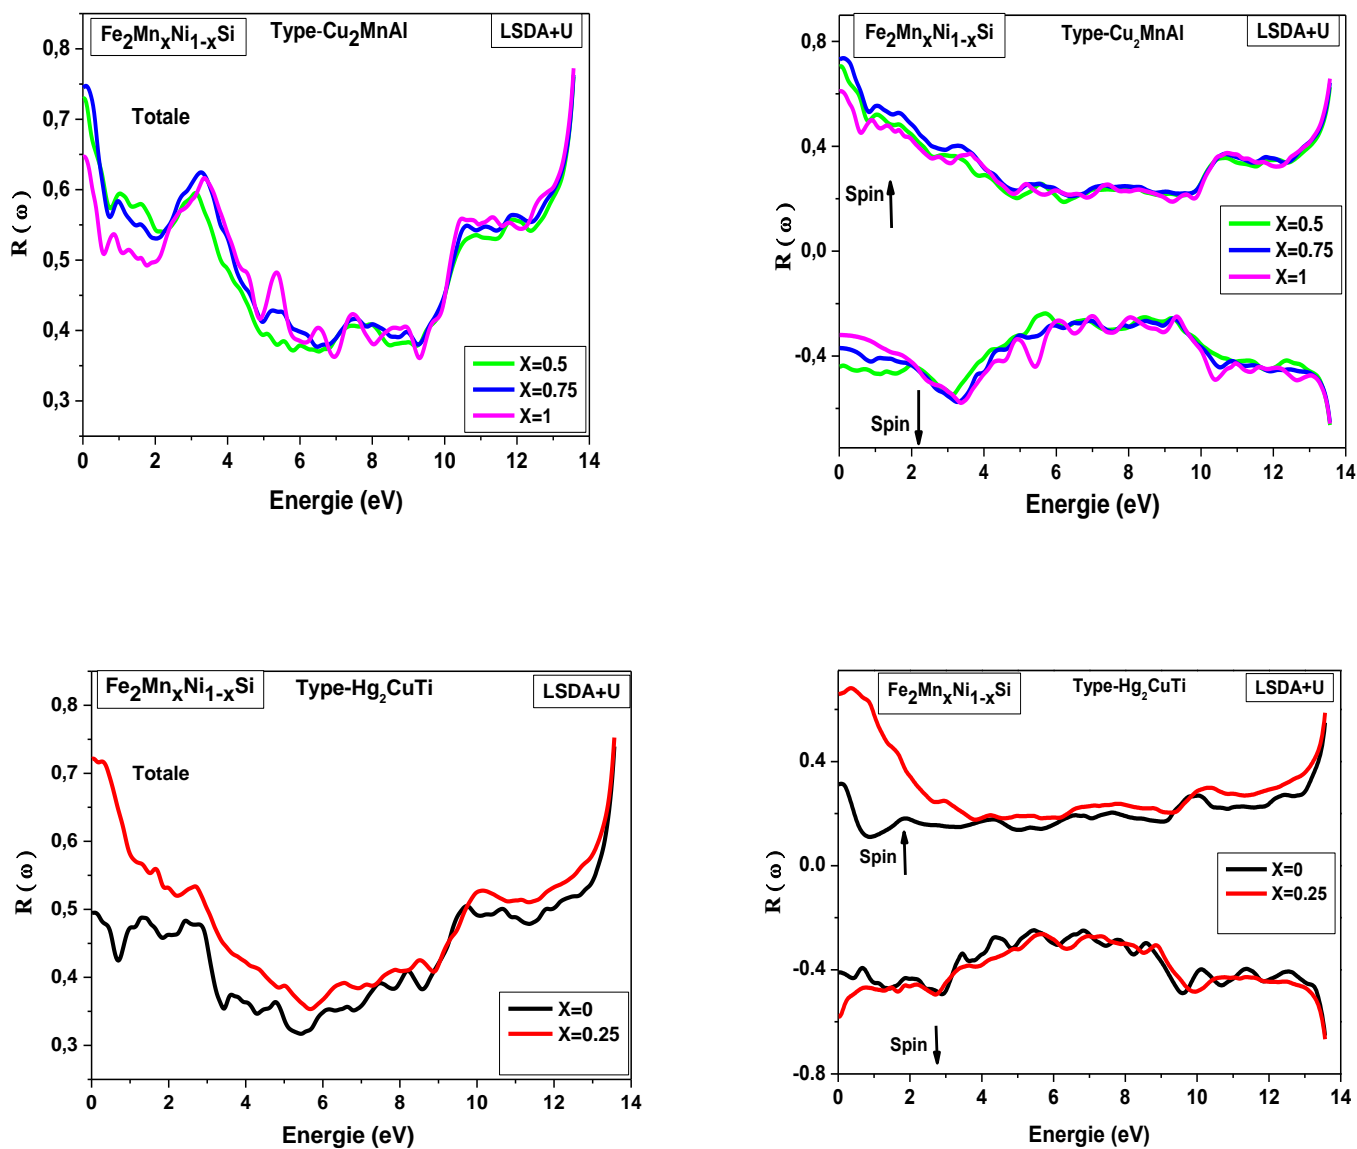 Fe2MnxNi1-xSi Type-Cu2MnAl LSDA+U
Totale
0,8
0,7
0,6
0,5
0,4
0,3
R ( ω )
X=0.5
X=0.75
X=1
0 2 4 6 8 10 12 14
Energie (eV)
Fe2MnxNi1-xSi Type-Cu2MnAl LSDA+U
0,8
0,4
0,0
-0,4
R ( ω )
Spin
X=0.5
X=0.75
X=1
Spin
0 2 4 6 8 10 12 14
Energie (eV)
Fe2MnxNi1-xSi Type-Hg2CuTi LSDA+U
Totale
0,8
0,7
0,6
0,5
0,4
0,3
R ( ω )
X=0
X=0.25
0 2 4 6 8 10 12 14
Energie (eV)
Fe2MnxNi1-xSi Type-Hg2CuTi LSDA+U
0.4
0.0
-0.4
-0.8
R ( ω )
Spin
X=0
X=0.25
Spin
0 2 4 6 8 10 12 14
Energie (eV)